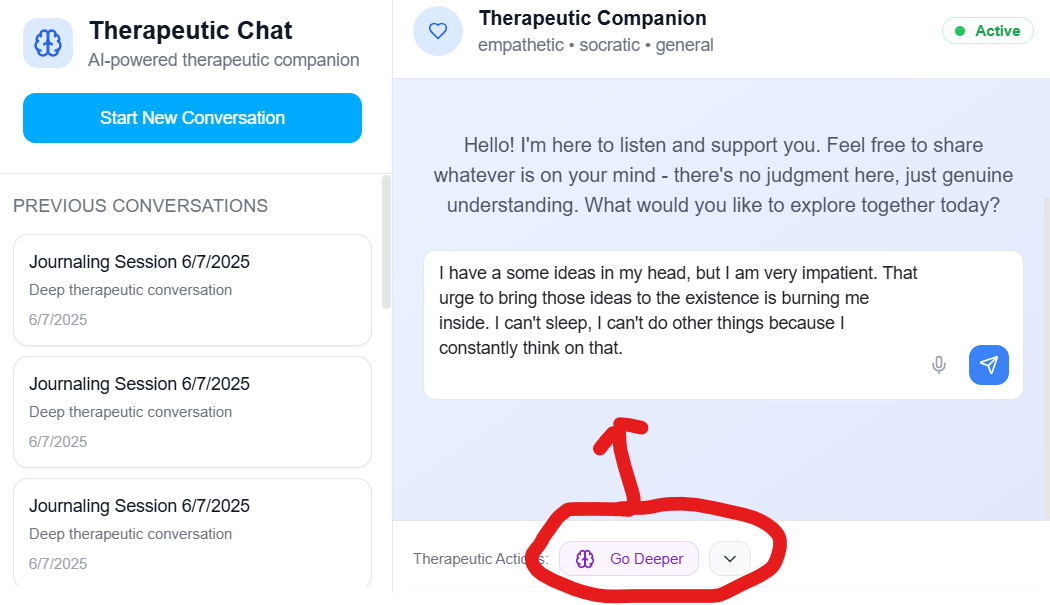 Therapeutic Chat
AI-powered therapeutic companion
Start New Conversation
PREVIOUS CONVERSATIONS
Journaling Session 6/7/2025
Deep therapeutic conversation
6/7/2025
Journaling Session 6/7/2025
Deep therapeutic conversation
6/7/2025
Journaling Session 6/7/2025
Deep therapeutic conversation
6/7/2025
Therapeutic Companion
empathetic • socratic • general
Active
Hello! I'm here to listen and support you. Feel free to share
whatever is on your mind - there's no judgment here, just genuine
understanding. What would you like to explore together today?
I have a some ideas in my head, but I am very impatient. That
urge to bring those ideas to the existence is burning me
inside. I can't sleep, I can't do other things because I
constantly think on that.
Therapeutic Actions:
Go Deeper